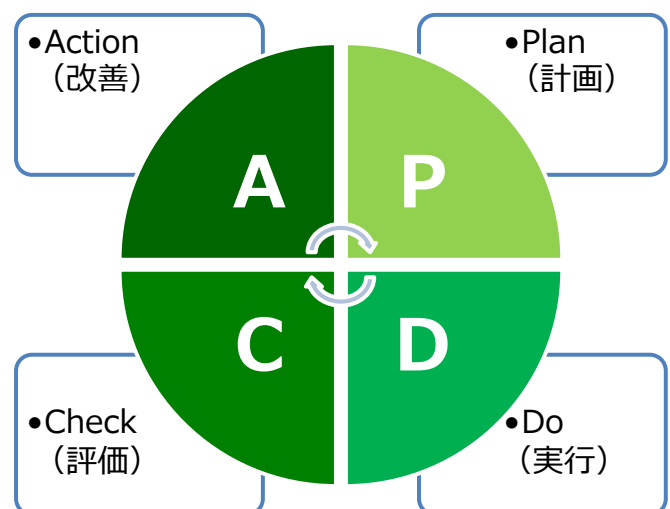 •Action
（改善）
•Plan
（計画）
A
P
C
D
•Check
（評価）
•Do
（実行）